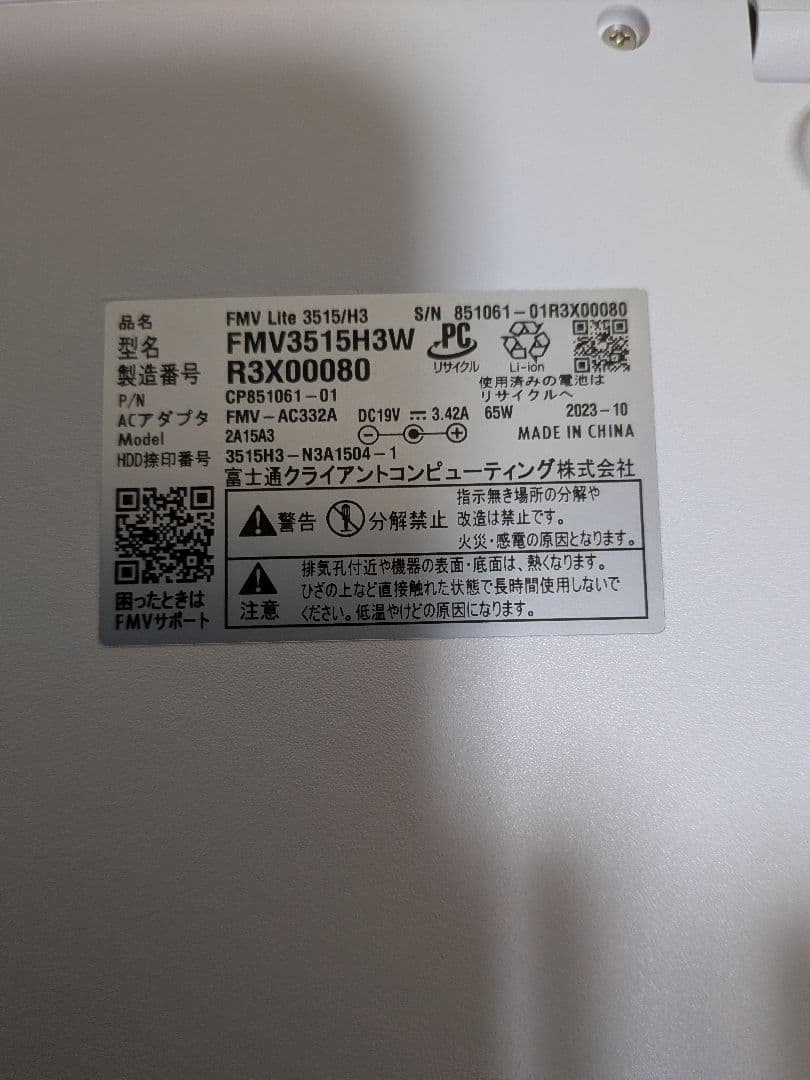 品名 FMV Lite 3515/H3 S/N 851061-01R3X00080
型名 FMV3515H3W PC
リサイクル Li-ion
製造番号 R3X00080 使用済みの電池は
リサイクルへ
P/N CP851061-01
ACアダプタ FMV-AC332A DC19V 3.42A 65W 2023-10
Model 2A15A3 MADE IN CHINA
HDD捺印番号 3515H3-N3A1504-1
富士通クライアントコンピューティング株式会社
警告 分解禁止
指示無き場所の分解や
改造は禁止です。
火災・感電の原因となります。
注意
排気孔付近や機器の表面・底面は、熱くなります。
ひざの上など直接触れた状態で長時間使用しないで
ください。低温やけどの原因になります。
困ったときは
FMVサポート